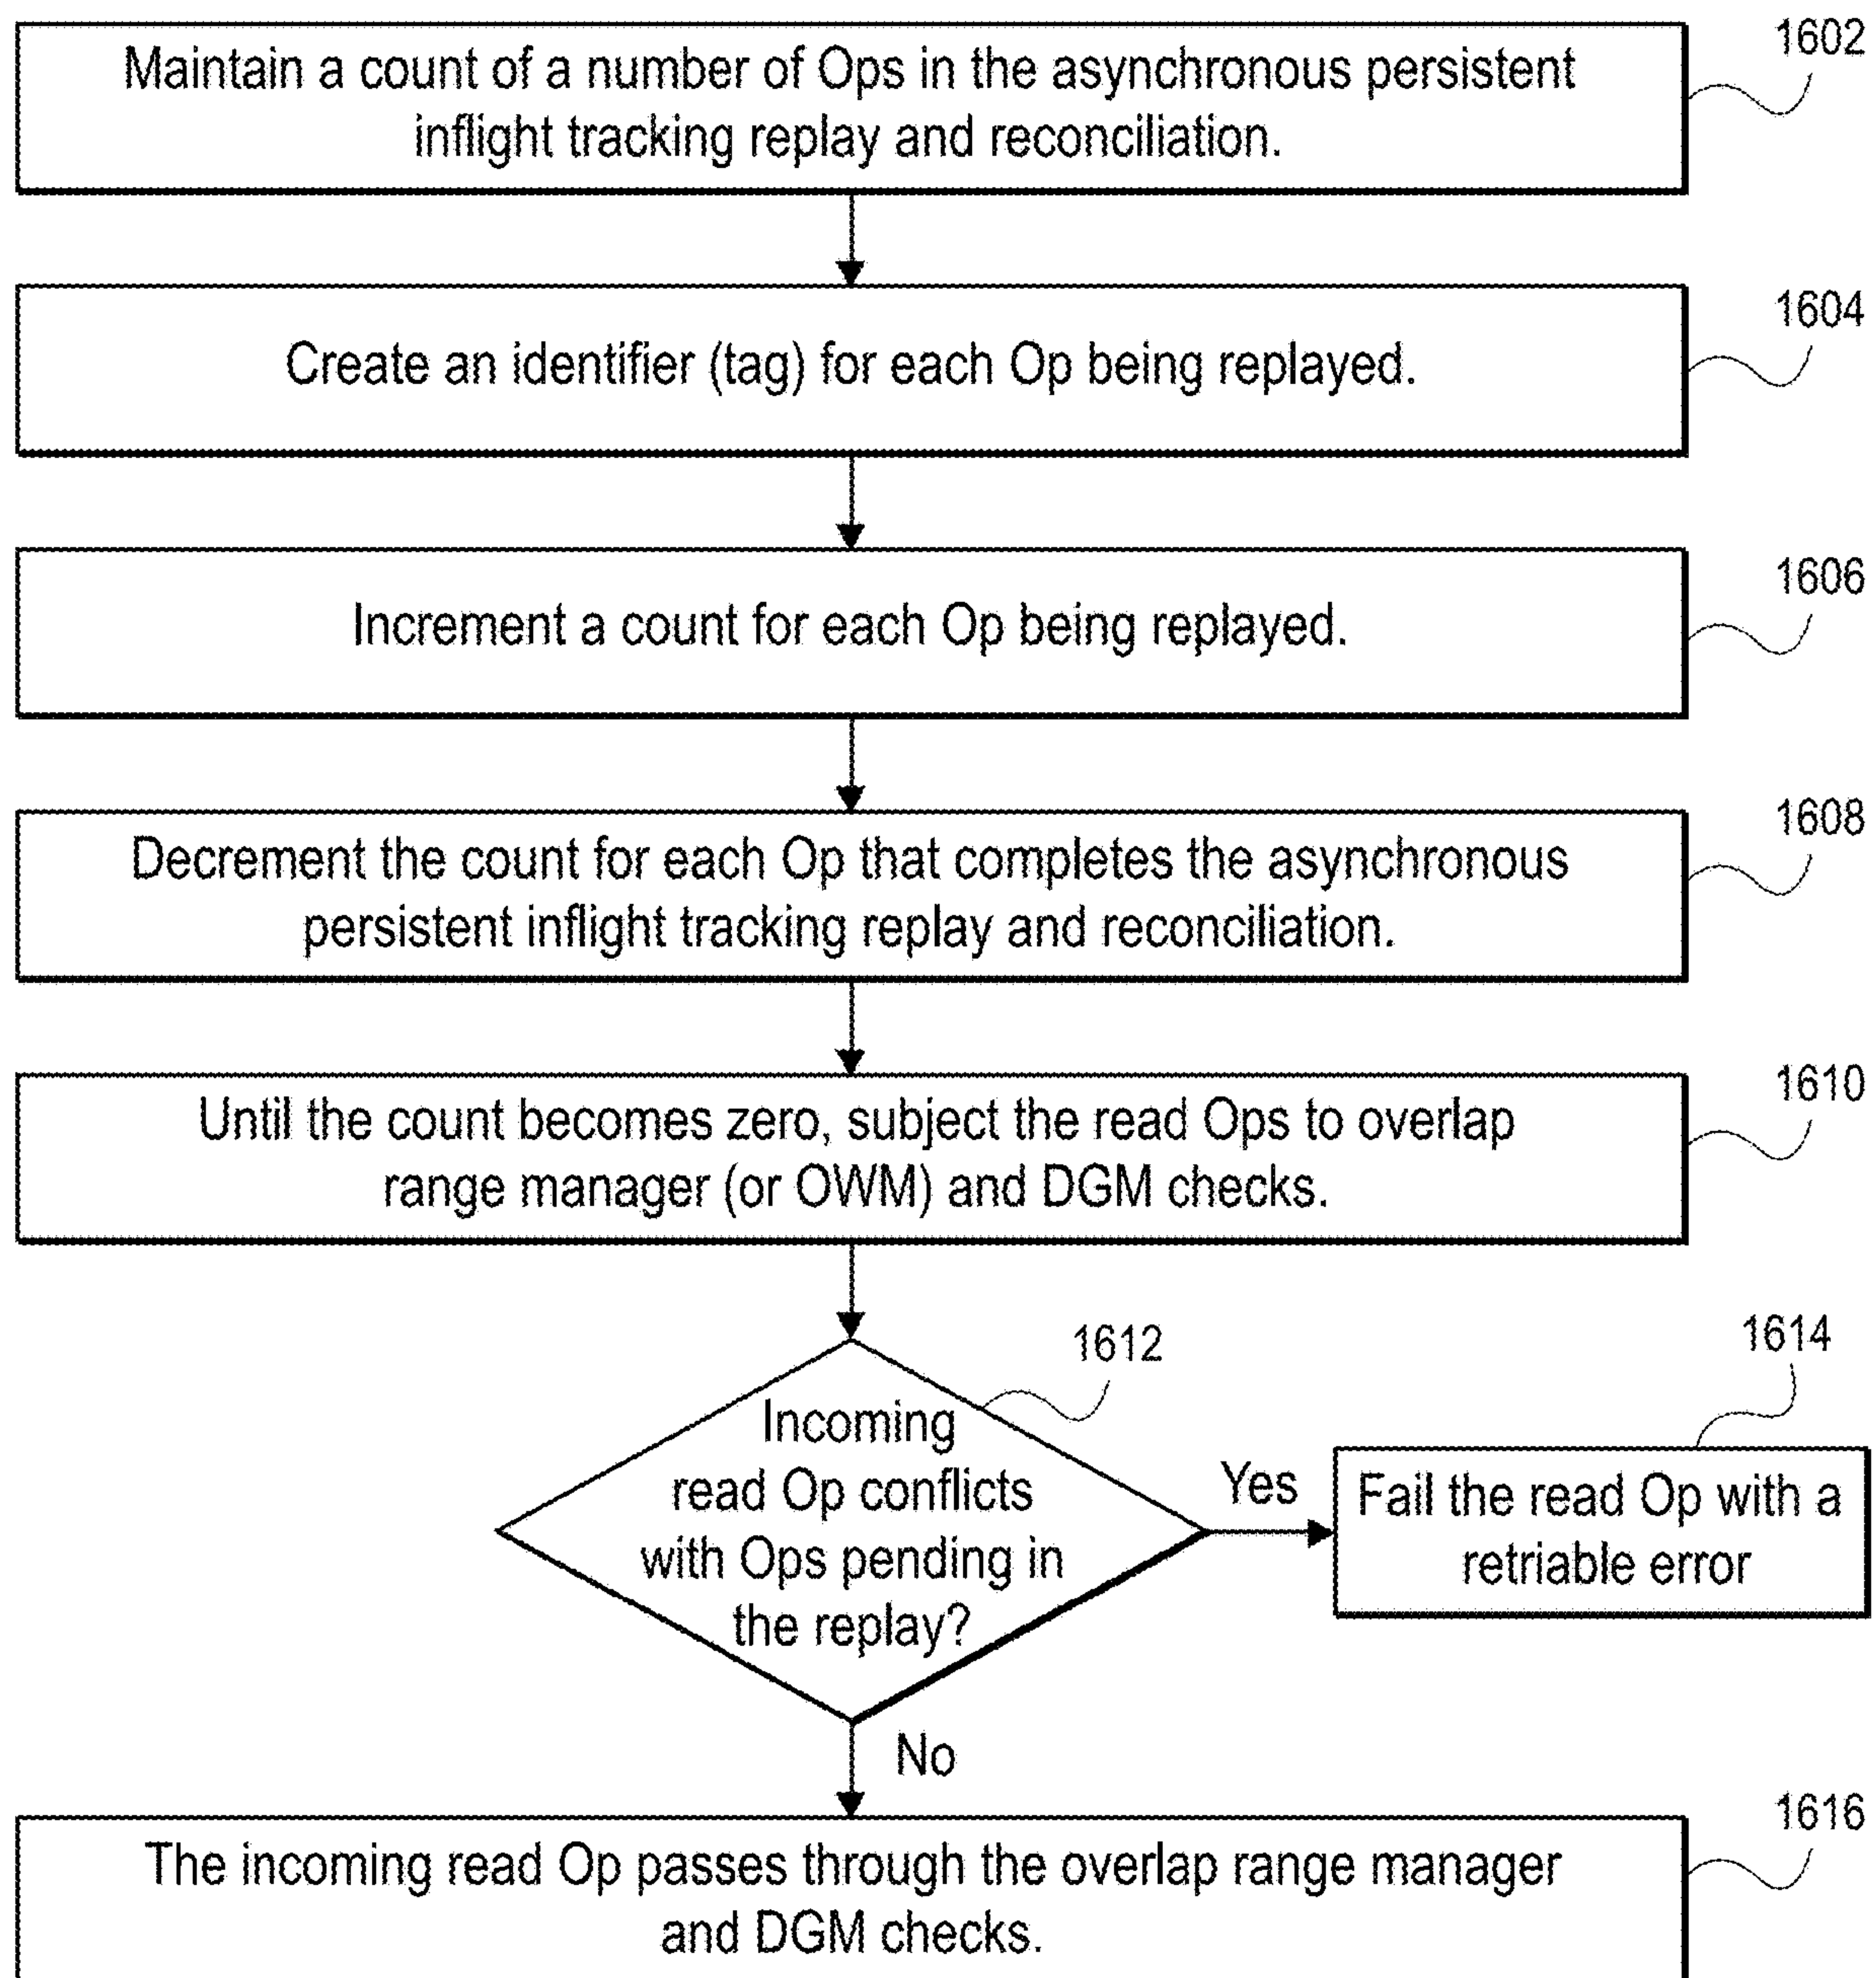 Maintain a count of a number of Ops in the asynchronous persistent
inflight tracking replay and reconciliation.
1602
Create an identifier (tag) for each Op being replayed.
1604
Increment a count for each Op being replayed.
1606
Decrement the count for each Op that completes the asynchronous
persistent inflight tracking replay and reconciliation.
1608
Until the count becomes zero, subject the read Ops to overlap
range manager (or OWM) and DGM checks.
1610
Incoming
read Op conflicts
with Ops pending in
the replay?
1612
Yes
Fail the read Op with a
retriable error
1614
No
The incoming read Op passes through the overlap range manager
and DGM checks.
1616